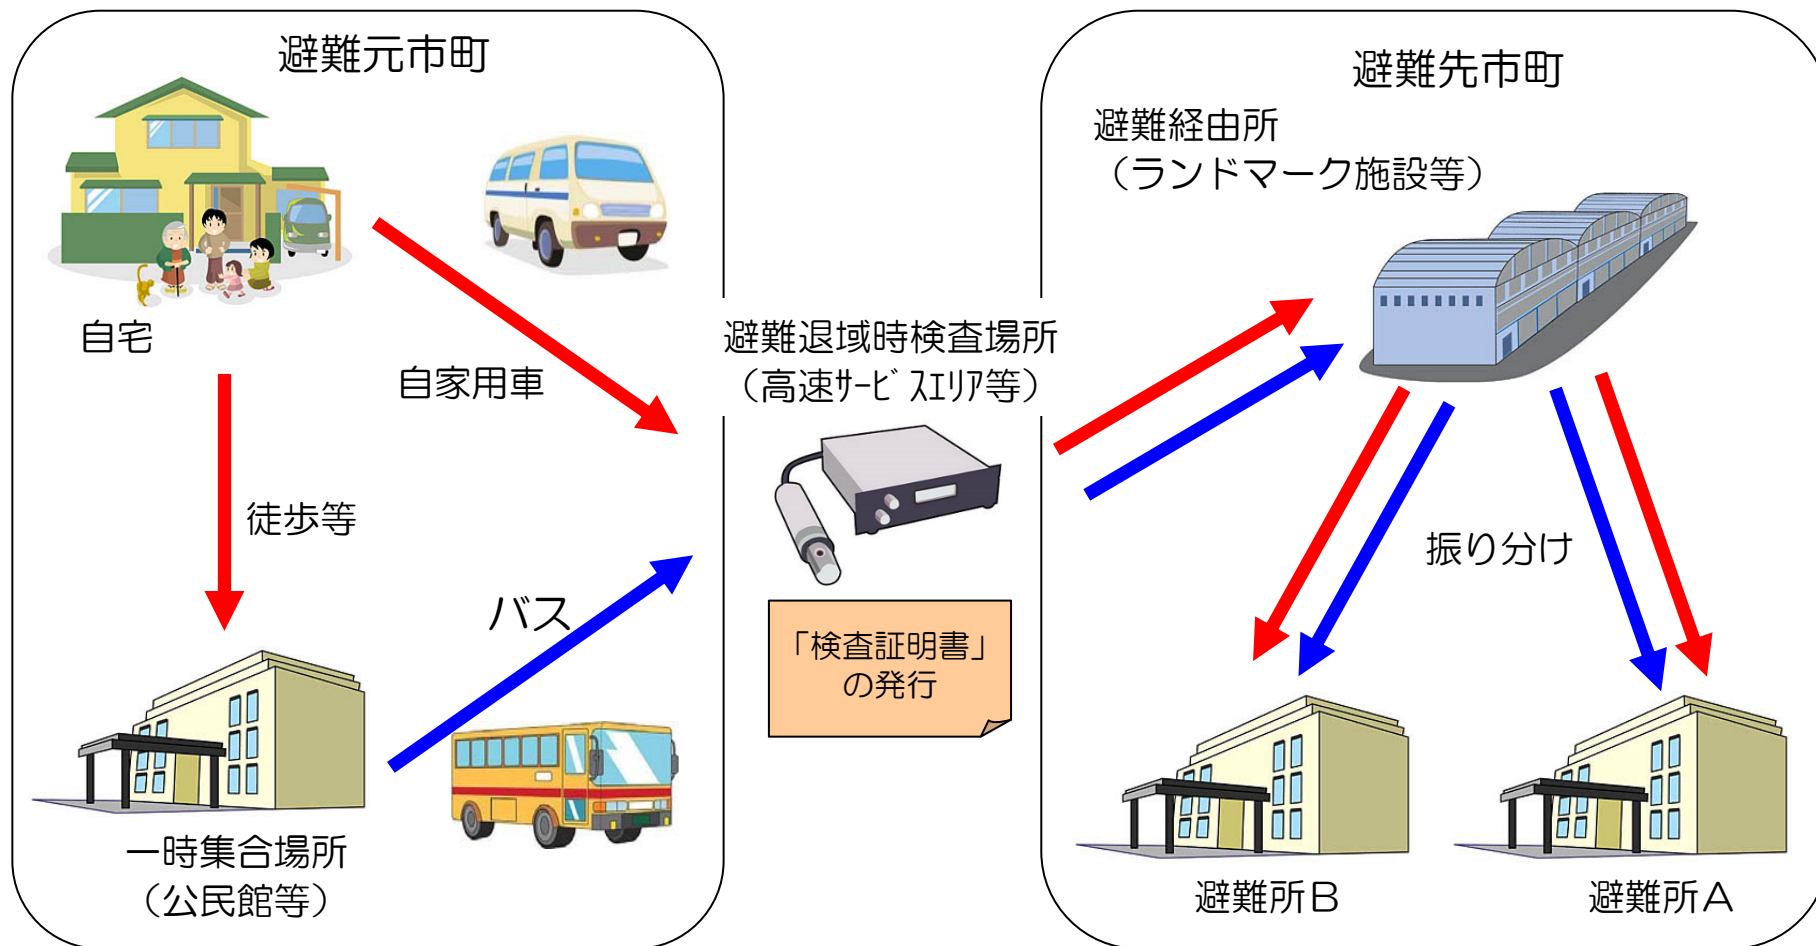 避難元市町
自宅
自家用車
徒歩等
バス
一時集合場所
（公民館等）
避難退域時検査場所
（高速ｻｰﾋﾞｽｴﾘｱ等）
「検査証明書」
の発行
避難先市町
避難経由所
（ランドマーク施設等）
振り分け
避難所Ｂ
避難所Ａ